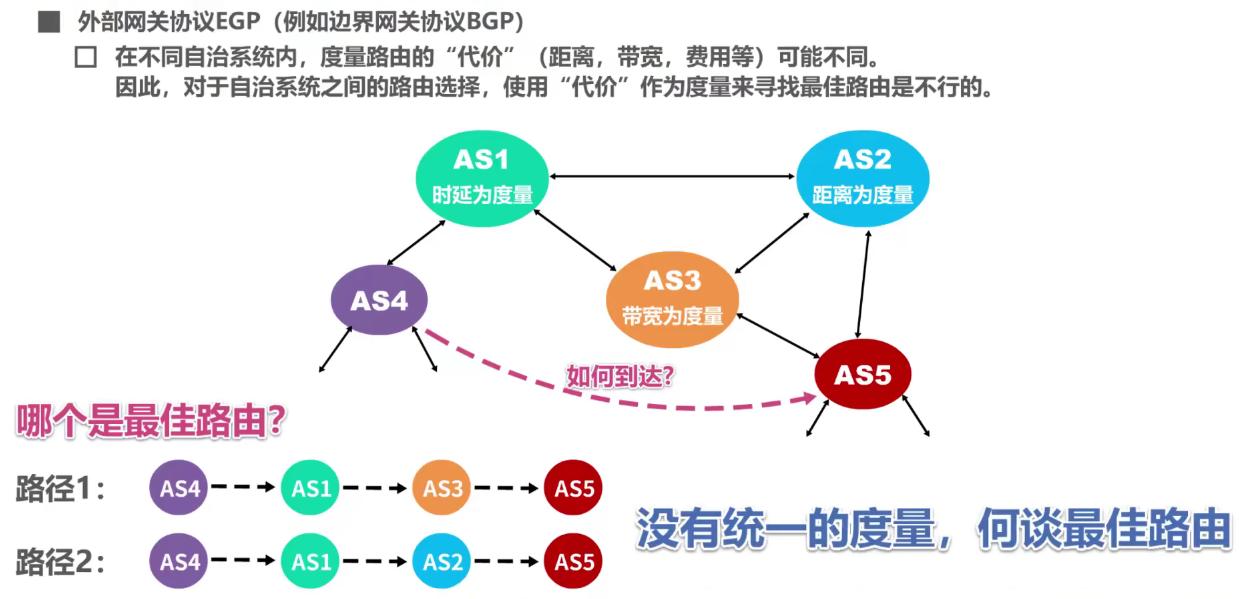 外部网关协议EGP（例如边界网关协议BGP）
在不同自治系统内，度量路由的“代价”（距离，带宽，费用等）可能不同。
因此，对于自治系统之间的路由选择，使用“代价”作为度量来寻找最佳路由是不行的。
AS1
时延为度量
AS2
距离为度量
AS3
带宽为度量
AS4
AS5
如何到达？
哪个是最佳路由？
路径1： AS4 AS1 AS3 AS5
路径2： AS4 AS1 AS2 AS5
没有统一的度量，何谈最佳路由